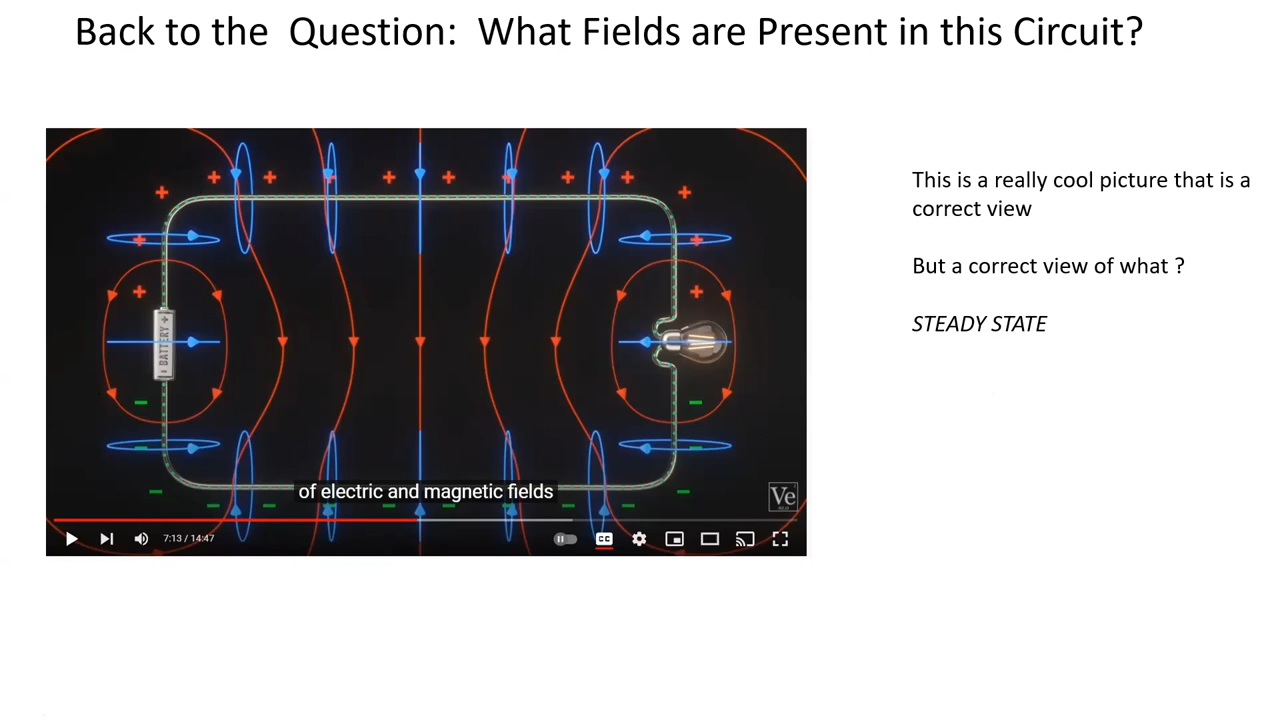 Back to the  Question:  What Fields are Present in this Circuit?
This is a really cool picture that is a
correct view
But a correct view of what ?
STEADY STATE
- BATTERY +
of electric and magnetic fields
Ve
7:13 / 14:47
CC